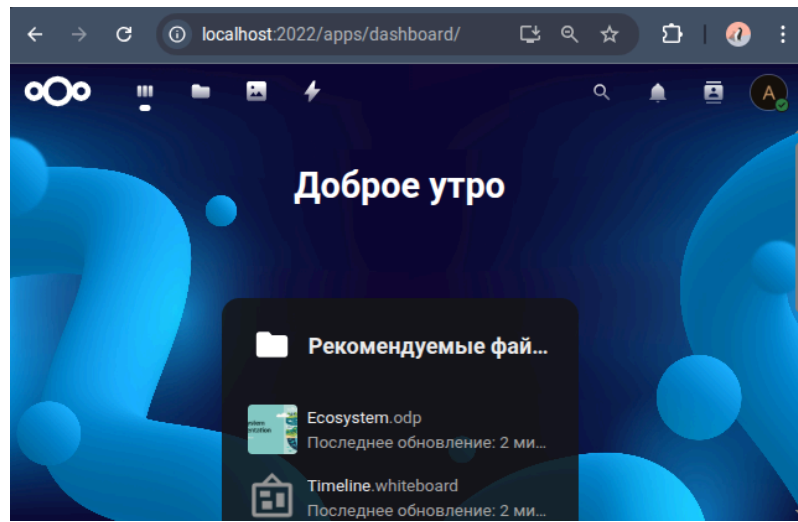 localhost:2022/apps/dashboard/
A
Доброе утро
Рекомендуемые фай...
Ecosystem.odp
Последнее обновление: 2 ми...
Timeline.whiteboard
Последнее обновление: 2 ми...